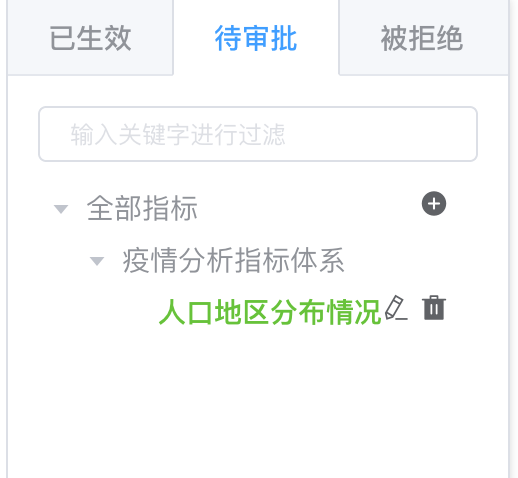 已生效 待审批 被拒绝
输入关键字进行过滤
全部指标
疫情分析指标体系
人口地区分布情况